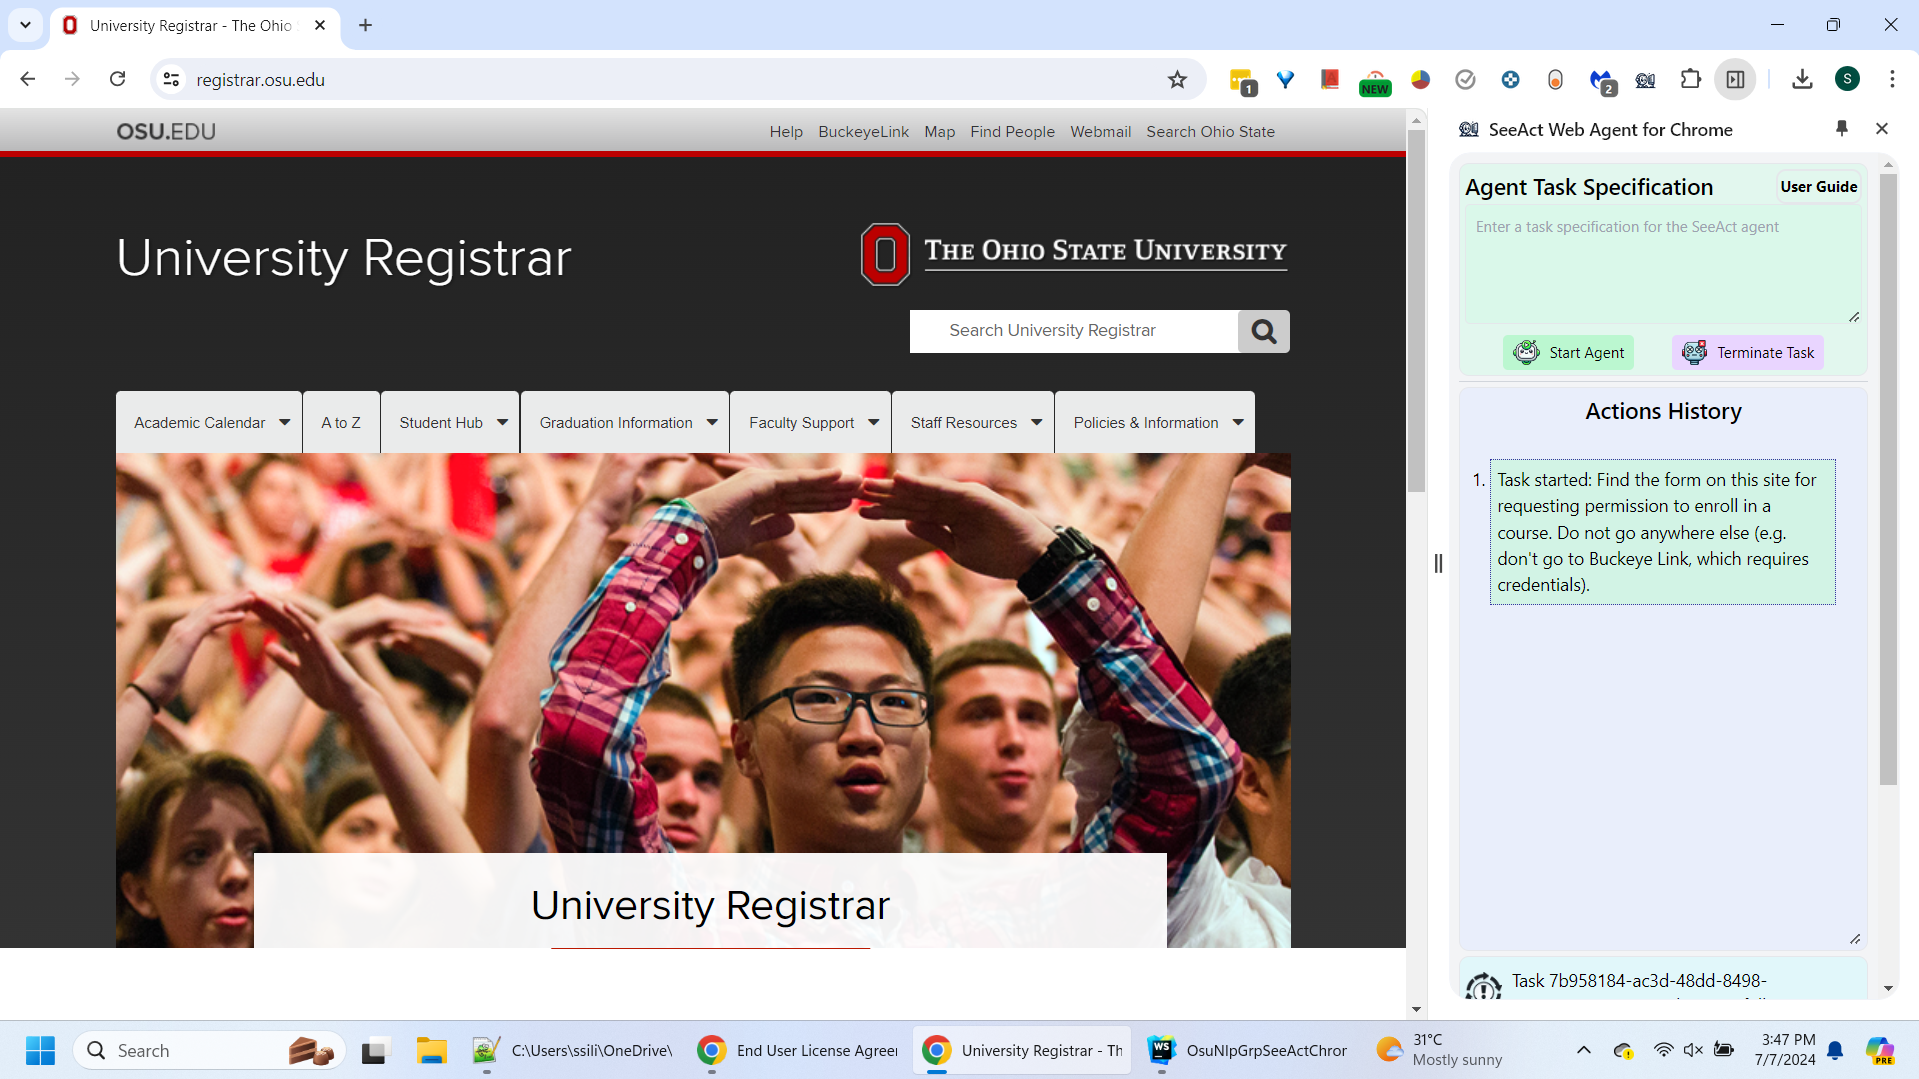 University Registrar - The Ohio
registrar.osu.edu
1
NEW
2
S
OSU.EDU
Help BuckeyeLink Map Find People Webmail Search Ohio State
University Registrar
THE OHIO STATE UNIVERSITY
Search University Registrar
Academic Calendar A to Z Student Hub Graduation Information Faculty Support Staff Resources Policies & Information
University Registrar
SeeAct Web Agent for Chrome
Agent Task Specification
User Guide
Enter a task specification for the SeeAct agent
Start Agent
Terminate Task
Actions History
1. Task started: Find the form on this site for
requesting permission to enroll in a
course. Do not go anywhere else (e.g.
don't go to Buckeye Link, which requires
credentials).
Task 7b958184-ac3d-48dd-8498-
Search
C:\Users\ssili\OneDrive\
End User License Agreer
University Registrar - Th
WS
OsuNlpGrpSeeActChror
31°C
Mostly sunny
3:47 PM
7/7/2024
PRE